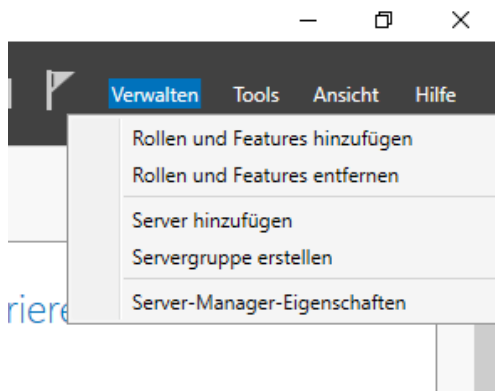 Verwalten Tools Ansicht Hilfe
Rollen und Features hinzufügen
Rollen und Features entfernen
Server hinzufügen
Servergruppe erstellen
Server-Manager-Eigenschaften